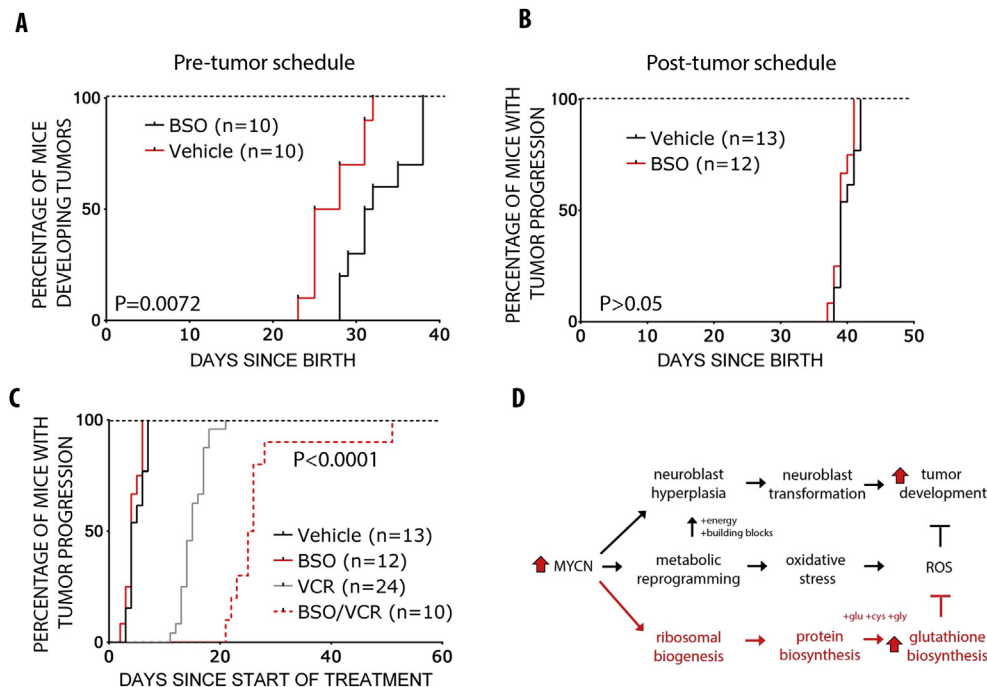 A
Pre-tumor schedule
PERCENTAGE OF MICE
DEVELOPING TUMORS
100
50
0
BSO (n=10)
Vehicle (n=10)
P=0.0072
0
20
40
DAYS SINCE BIRTH
B
Post-tumor schedule
PERCENTAGE OF MICE WITH
TUMOR PROGRESSION
100
50
0
Vehicle (n=13)
BSO (n=12)
P>0.05
0
10
20
30
40
50
DAYS SINCE BIRTH
C
PERCENTAGE OF MICE WITH
TUMOR PROGRESSION
100
50
0
P<0.0001
Vehicle (n=13)
BSO (n=12)
VCR (n=24)
BSO/VCR (n=10)
0
20
40
60
DAYS SINCE START OF TREATMENT
D
neuroblast
hyperplasia
neuroblast
transformation
tumor
development
+energy
+building blocks
MYCN
metabolic
reprogramming
oxidative
stress
ROS
+glu +cys +gly
ribosomal
biogenesis
protein
biosynthesis
glutathione
biosynthesis